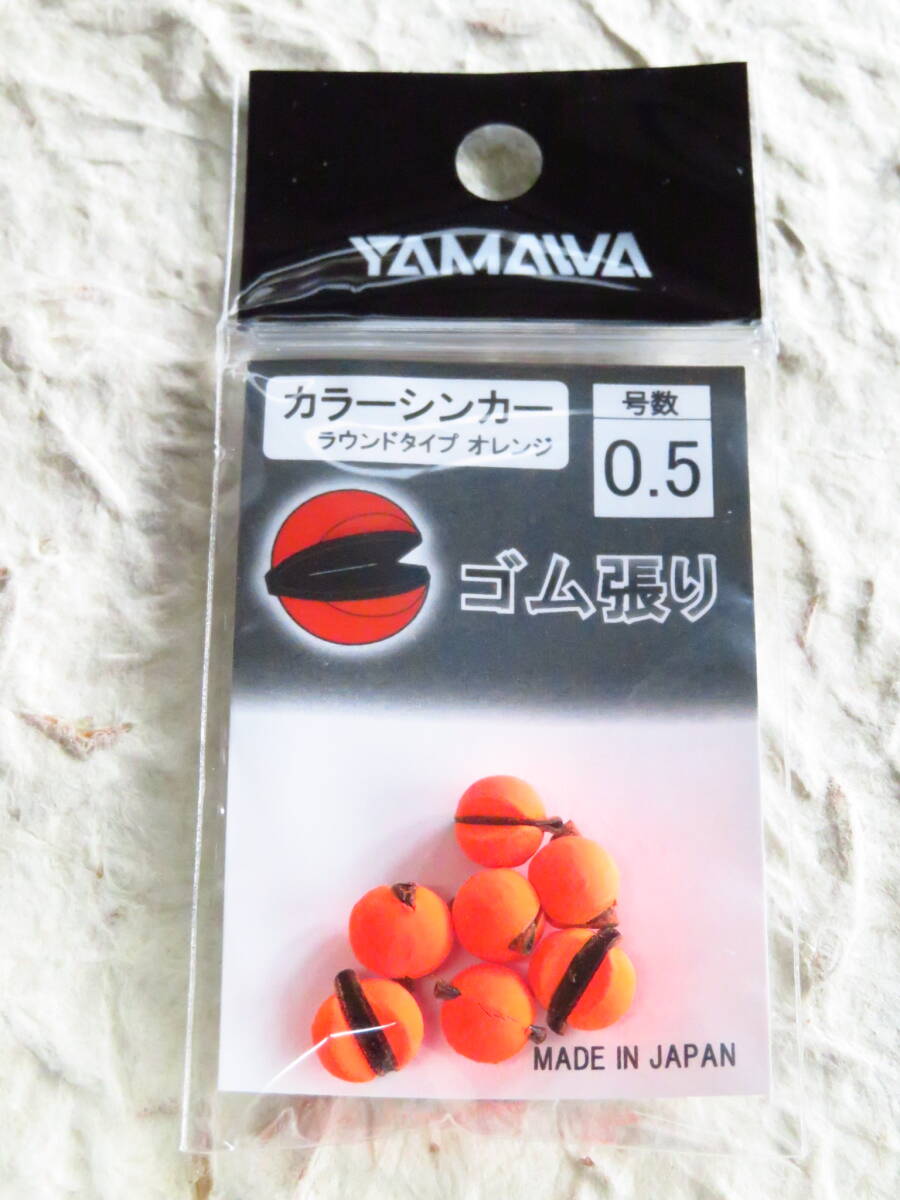 YAMAWA
カラーシンカー
ラウンドタイプ オレンジ
号数
0.5
ゴム張り
MADE IN JAPAN